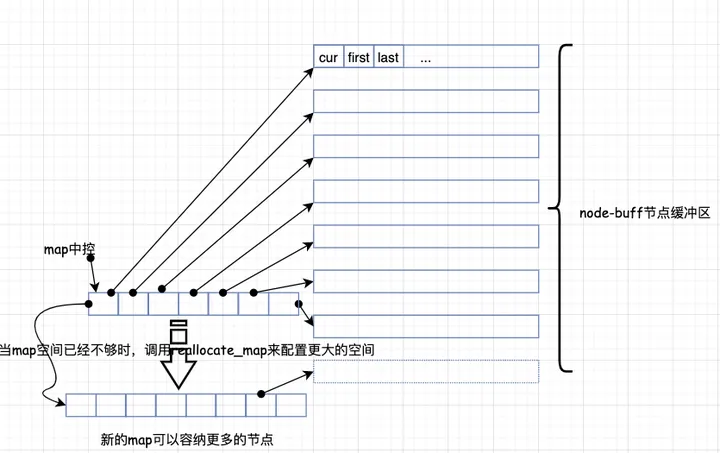 cur first last ...
node-buff节点缓冲区
map中控
当map空间已经不够时，调用reallocate_map来配置更大的空间
新的map可以容纳更多的节点